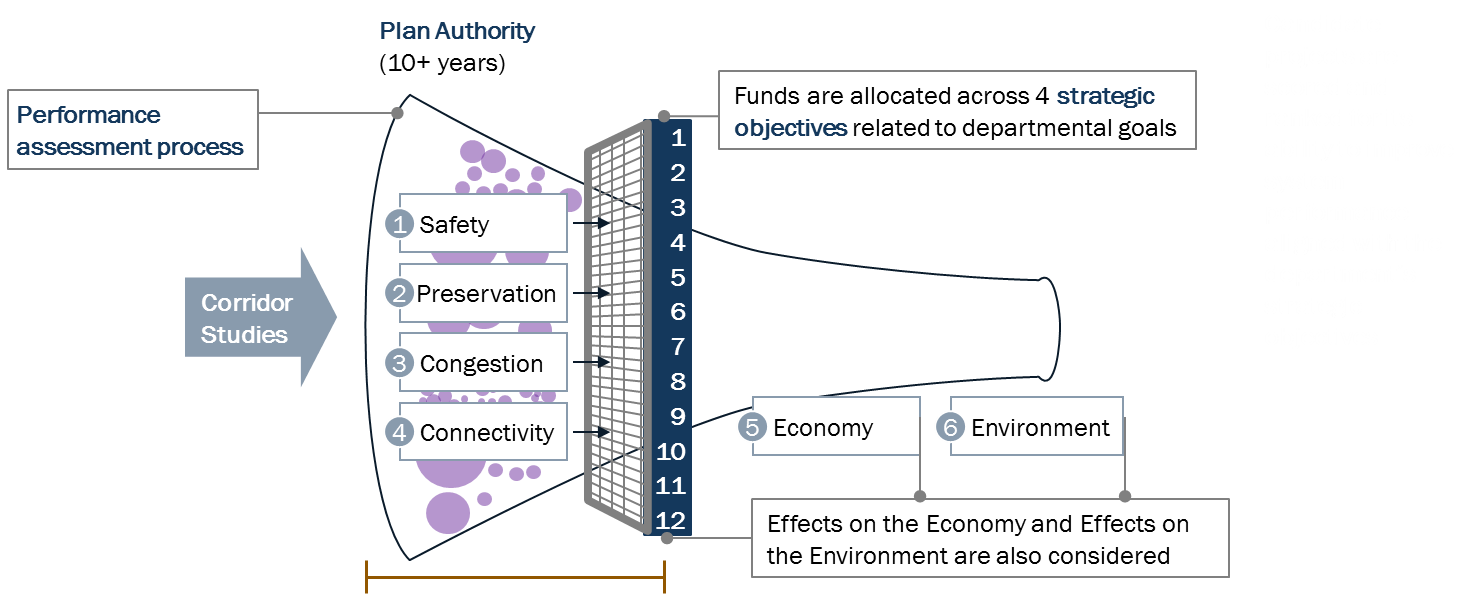 Plan Authority
(10+ years)
Performance
assessment process
Funds are allocated across 4 strategic
objectives related to departmental goals
Corridor
Studies
1 Safety
2 Preservation
3 Congestion
4 Connectivity
1
2
3
4
5
6
7
8
9
10
11
12
5 Economy
6 Environment
Effects on the Economy and Effects on
the Environment are also considered